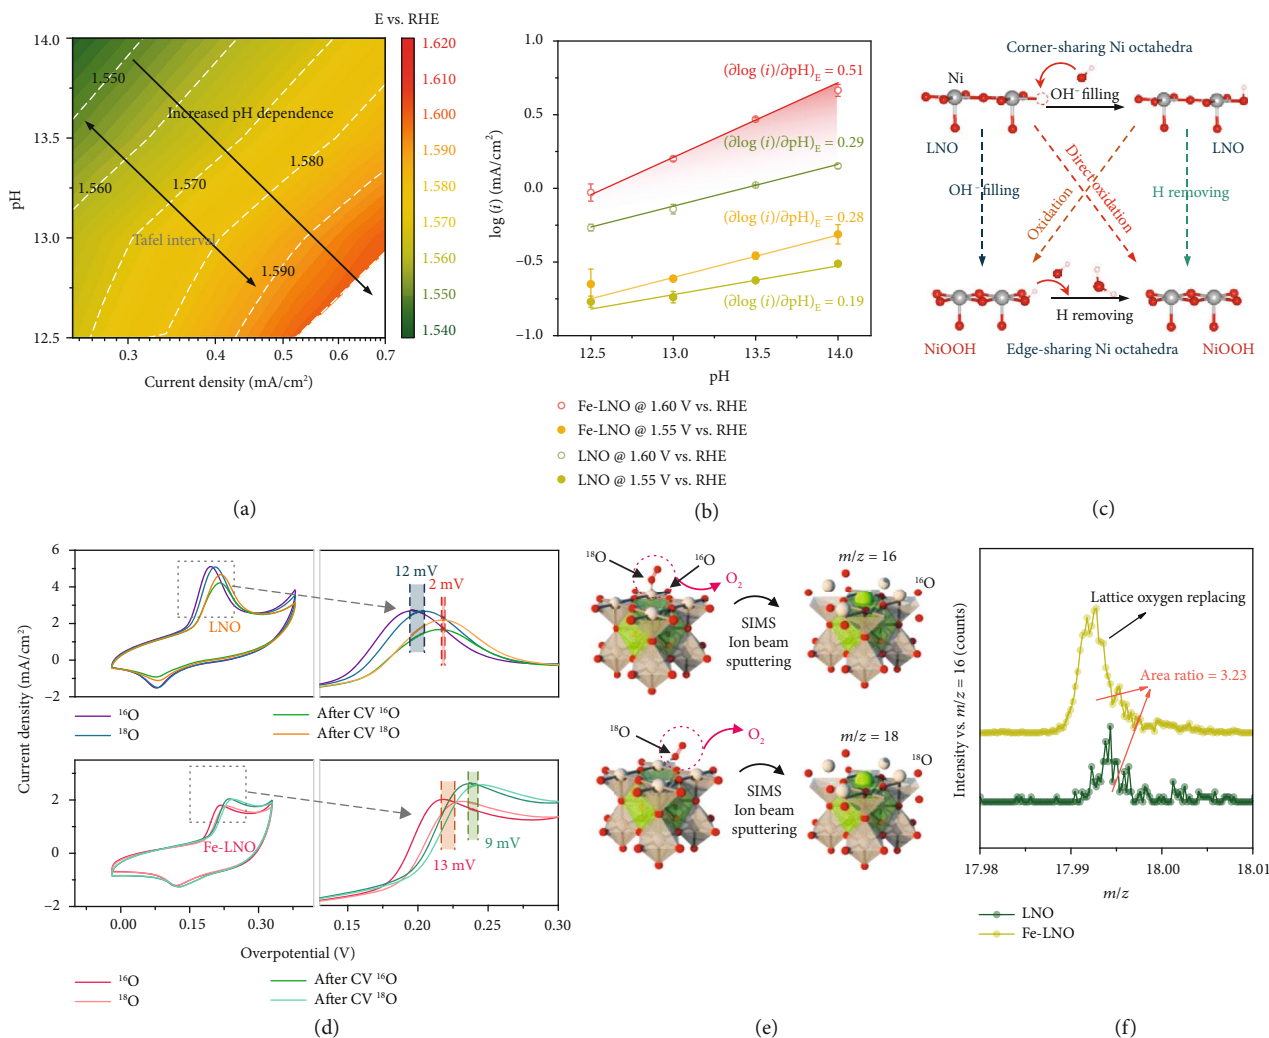 E vs. RHE
14.0
13.5
13.0
12.5
pH
1.550
Increased pH dependence
1.580
1.570
1.560
Tafel interval
1.590
0.3
0.4
0.5
0.6
0.7
Current density (mA/cm²)
1.620
1.610
1.600
1.590
1.580
1.570
1.560
1.550
1.540
(a)
1.0
0.5
0.0
−0.5
−1.0
log (i) (mA/cm²)
(∂log (i)/∂pH)E = 0.51
(∂log (i)/∂pH)E = 0.29
(∂log (i)/∂pH)E = 0.28
(∂log (i)/∂pH)E = 0.19
12.5
13.0
13.5
14.0
pH
Fe-LNO @ 1.60 V vs. RHE
Fe-LNO @ 1.55 V vs. RHE
LNO @ 1.60 V vs. RHE
LNO @ 1.55 V vs. RHE
(b)
Corner-sharing Ni octahedra
Ni
OH⁻ filling
LNO
LNO
OH⁻ filling
Oxidation
Direct oxidation
H removing
H removing
NiOOH
Edge-sharing Ni octahedra
NiOOH
(c)
6
4
2
0
−2
LNO
12 mV
2 mV
¹⁶O
¹⁸O
After CV ¹⁶O
After CV ¹⁸O
Current density (mA/cm²)
2
0
−2
Fe-LNO
13 mV
9 mV
0.00
0.15
0.30
0.15
0.20
0.25
0.30
Overpotential (V)
¹⁶O
¹⁸O
After CV ¹⁶O
After CV ¹⁸O
(d)
¹⁸O
¹⁶O
O₂
SIMS
Ion beam
sputtering
m/z = 16
¹⁶O
¹⁸O
O₂
SIMS
Ion beam
sputtering
m/z = 18
¹⁸O
(e)
Intensity vs. m/z = 16 (counts)
Lattice oxygen replacing
Area ratio = 3.23
17.98
17.99
18.00
18.01
m/z
LNO
Fe-LNO
(f)